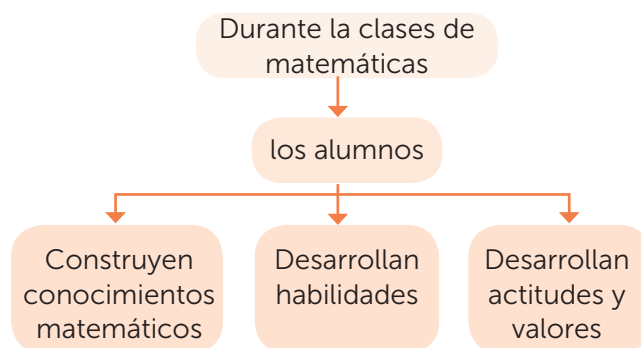 Durante la clases de
matemáticas
los alumnos
Construyen
conocimientos
matemáticos
Desarrollan
habilidades
Desarrollan
actitudes y
valores